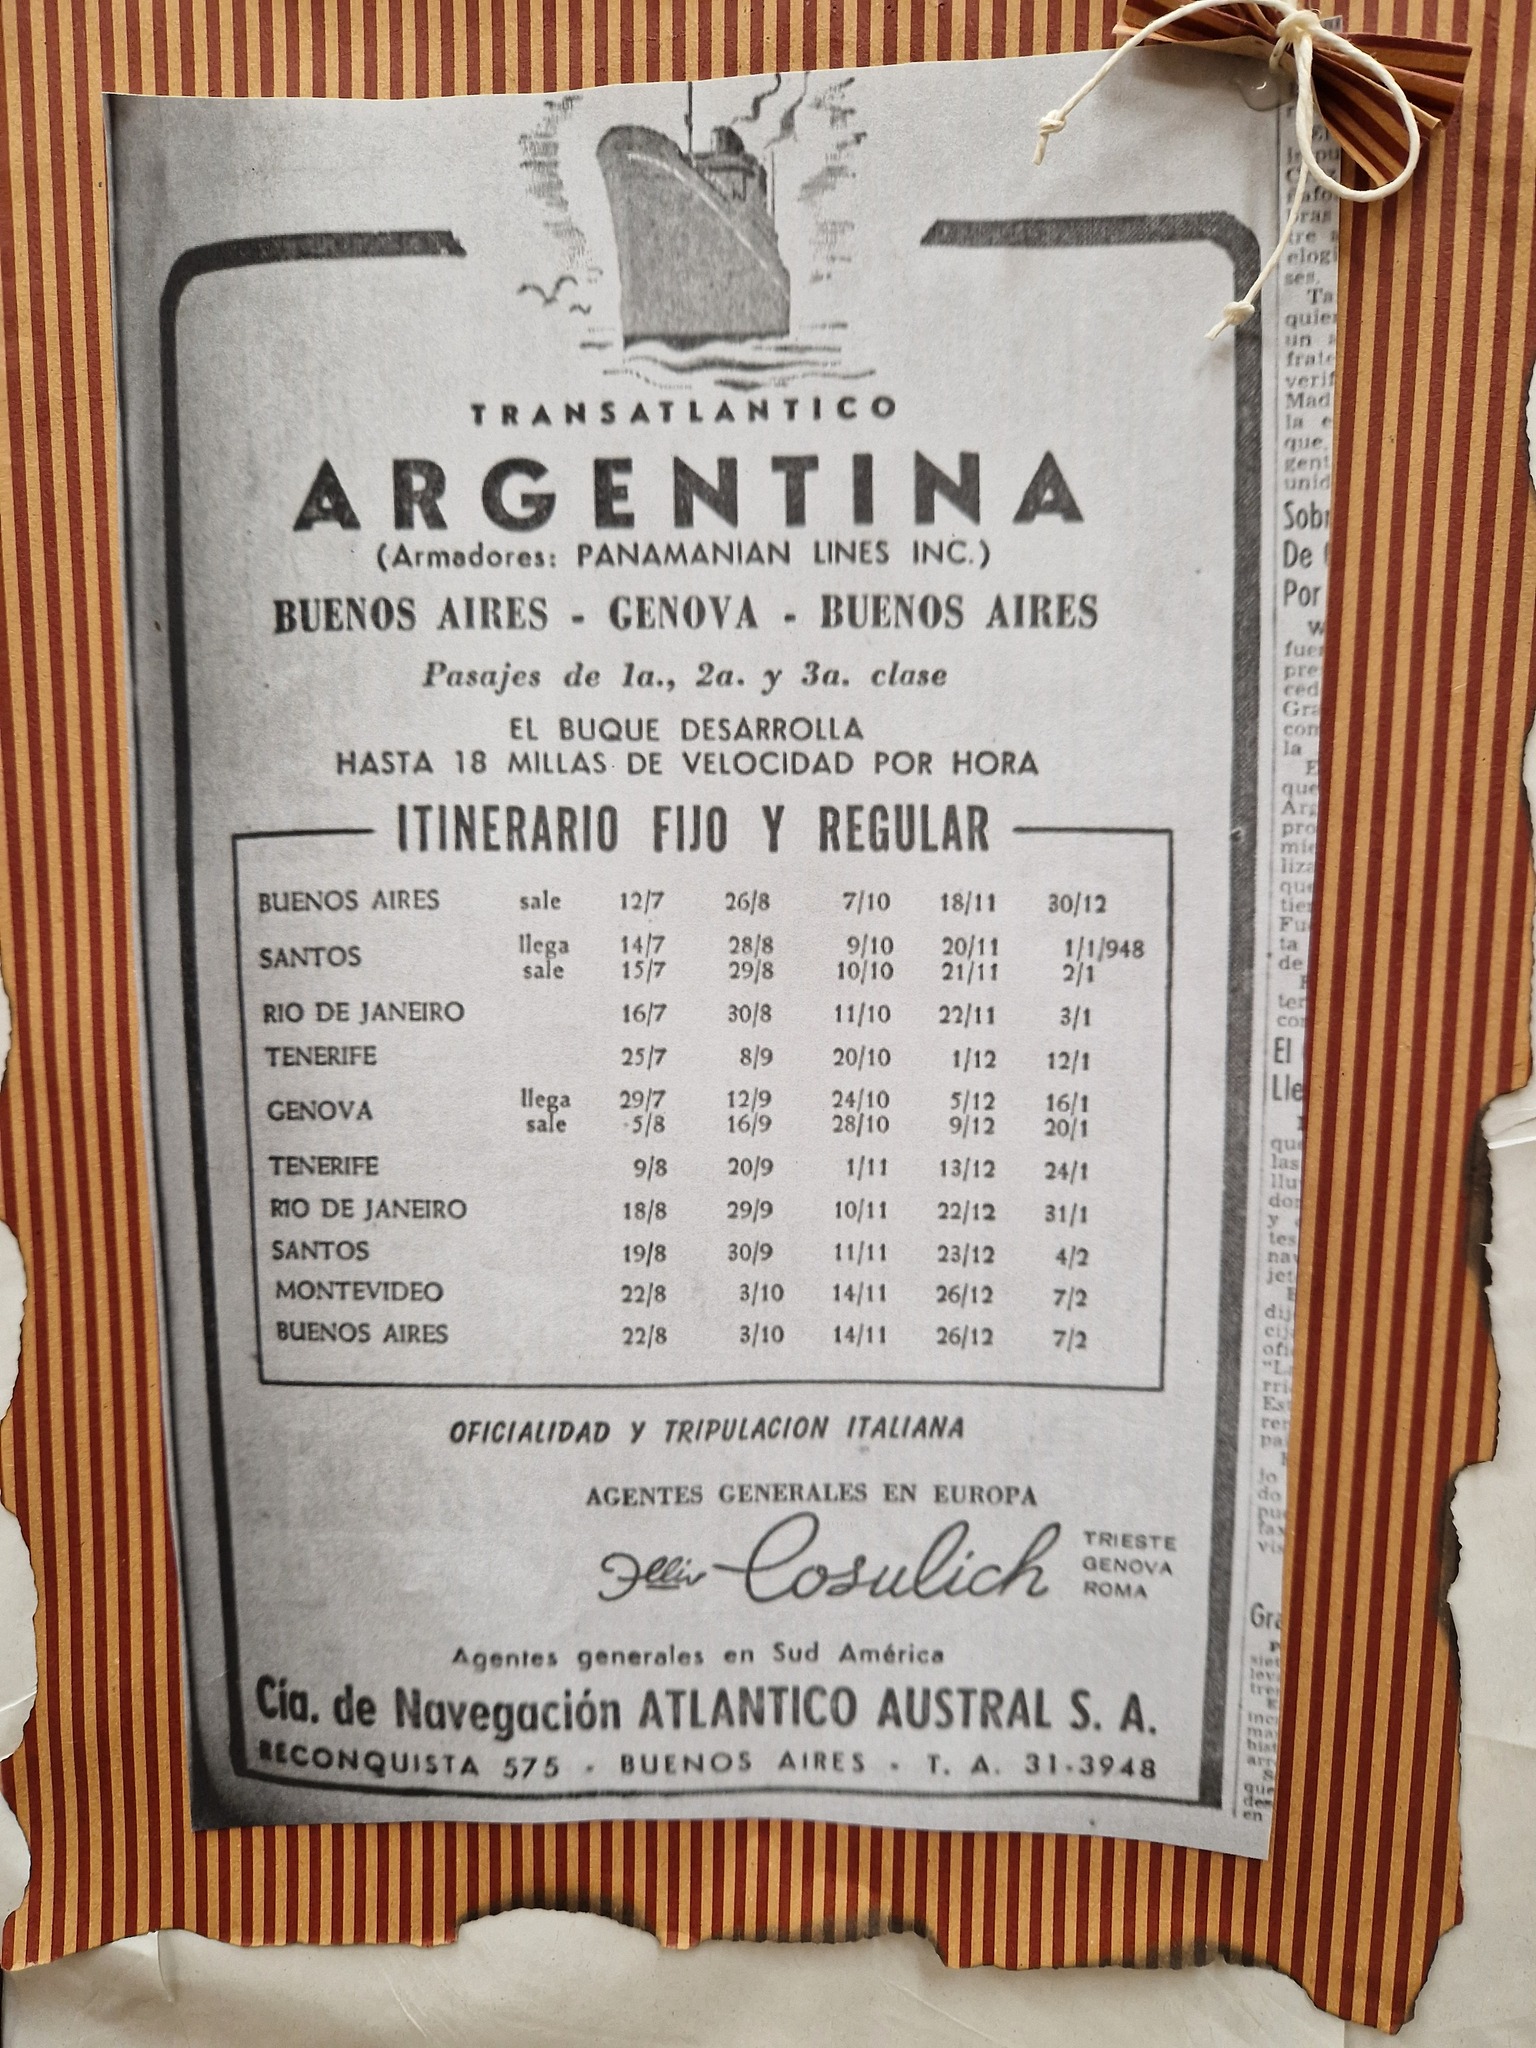 TRANSATLANTICO
ARGENTINA
(Armadores: PANAMANIAN LINES INC.)
BUENOS AIRES - GENOVA - BUENOS AIRES
Pasajes de 1a., 2a. y 3a. clase
EL BUQUE DESARROLLA
HASTA 18 MILLAS DE VELOCIDAD POR HORA
ITINERARIO FIJO Y REGULAR
BUENOS AIRES sale 12/7 26/8 7/10 18/11 30/12
SANTOS llega 14/7 28/8 9/10 20/11 1/1/948
sale 15/7 29/8 10/10 21/11 2/1
RIO DE JANEIRO 16/7 30/8 11/10 22/11 3/1
TENERIFE 25/7 8/9 20/10 1/12 12/1
GENOVA llega 29/7 12/9 24/10 5/12 16/1
sale 5/8 16/9 28/10 9/12 20/1
TENERIFE 9/8 20/9 1/11 13/12 24/1
RIO DE JANEIRO 18/8 29/9 10/11 22/12 31/1
SANTOS 19/8 30/9 11/11 23/12 4/2
MONTEVIDEO 22/8 3/10 14/11 26/12 7/2
BUENOS AIRES 22/8 3/10 14/11 26/12 7/2
OFICIALIDAD Y TRIPULACION ITALIANA
AGENTES GENERALES EN EUROPA
Flli Cosulich
TRIESTE
GENOVA
ROMA
Agentes generales en Sud América
Cía. de Navegación ATLANTICO AUSTRAL S. A.
RECONQUISTA 575 - BUENOS AIRES - T. A. 31-3948
Sobr
De
Por
El
Lle
Gra